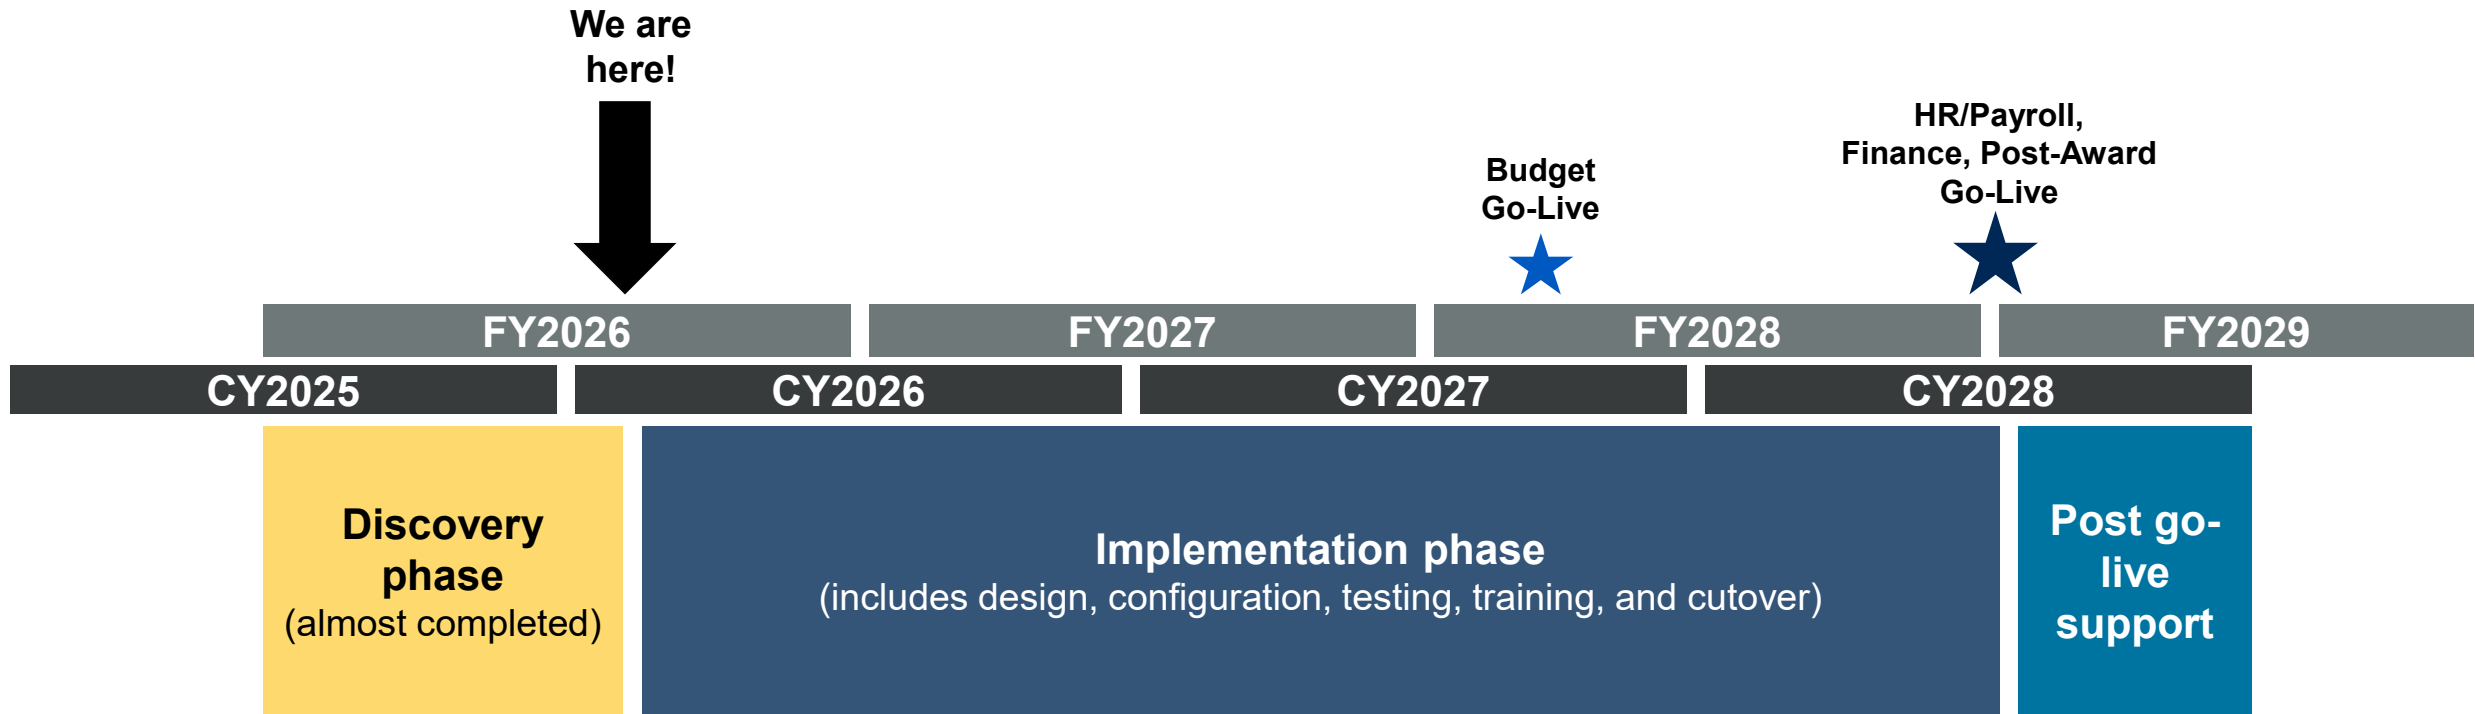 We are
here!
HR/Payroll,
Finance, Post-Award
Go-Live
Budget
Go-Live
FY2026
FY2027
FY2028
FY2029
CY2025
CY2026
CY2027
CY2028
Discovery
phase
(almost completed)
Implementation phase
(includes design, configuration, testing, training, and cutover)
Post go-
live
support